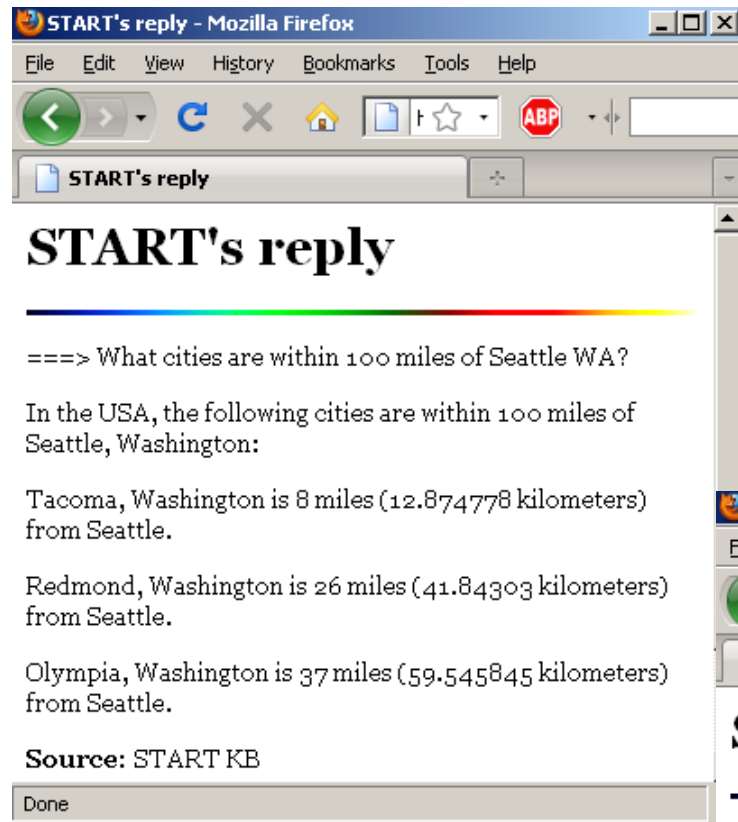 START's reply - Mozilla Firefox
File Edit View History Bookmarks Tools Help
ABP
START's reply
START's reply
===> What cities are within 100 miles of Seattle WA?
In the USA, the following cities are within 100 miles of
Seattle, Washington:
Tacoma, Washington is 8 miles (12.874778 kilometers)
from Seattle.
Redmond, Washington is 26 miles (41.84303 kilometers)
from Seattle.
Olympia, Washington is 37 miles (59.545845 kilometers)
from Seattle.
Source: START KB
Done